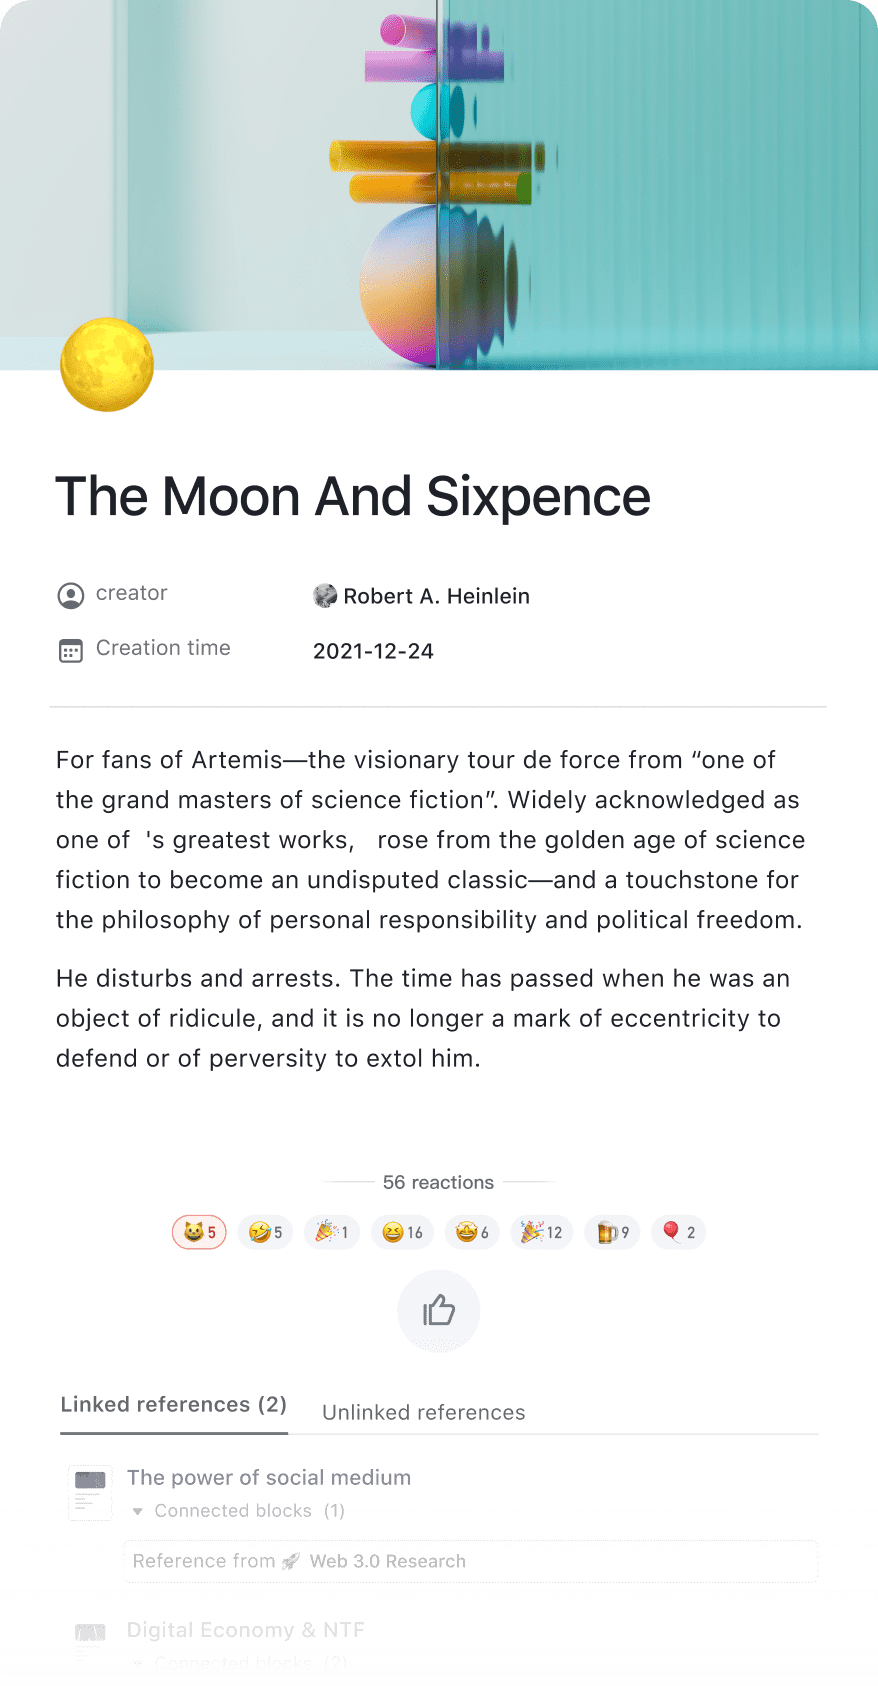 The Moon And Sixpence
creator
Robert A. Heinlein
Creation time
2021-12-24
For fans of Artemis—the visionary tour de force from “one of
the grand masters of science fiction”. Widely acknowledged as
one of 's greatest works, rose from the golden age of science
fiction to become an undisputed classic—and a touchstone for
the philosophy of personal responsibility and political freedom.
He disturbs and arrests. The time has passed when he was an
object of ridicule, and it is no longer a mark of eccentricity to
defend or of perversity to extol him.
56 reactions
5 5 1 16 6 12 9 2
Linked references (2) Unlinked references
The power of social medium
Connected blocks (1)
Reference from Web 3.0 Research
Digital Economy & NTF
Connected blocks (2)